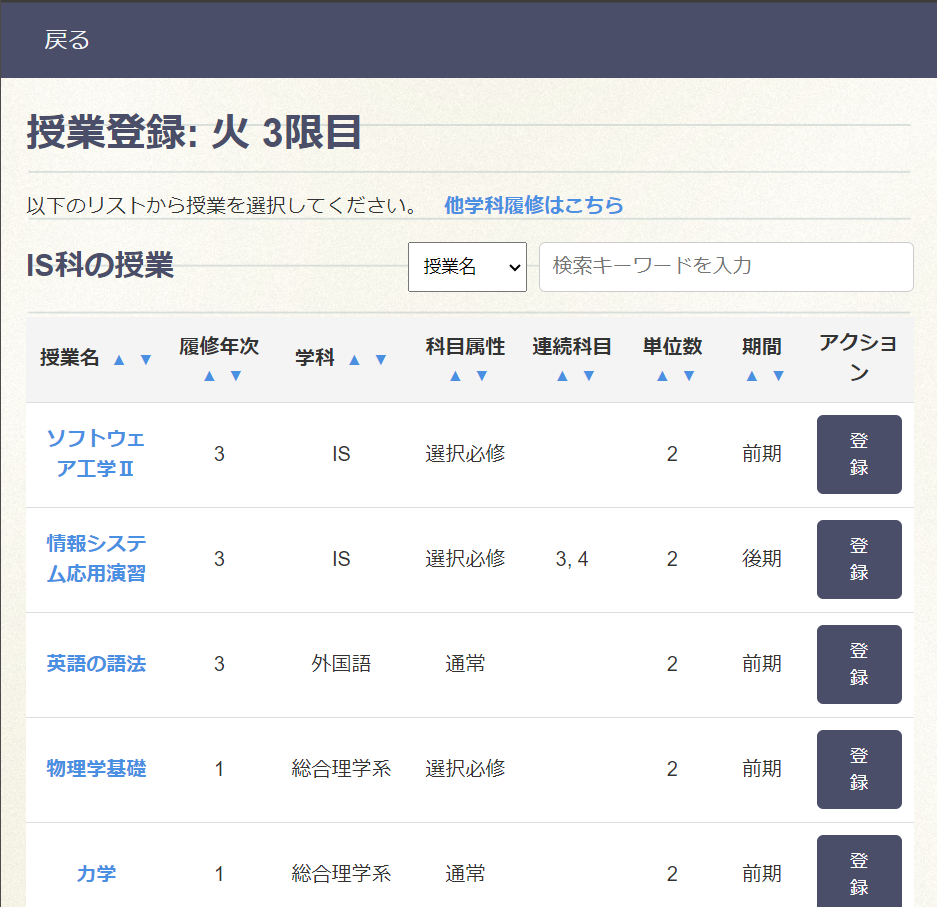 戻る
授業登録: 火 3限目
以下のリストから授業を選択してください。 他学科履修はこちら
IS科の授業 授業名 検索キーワードを入力
授業名 ▲ ▼ 履修年次 ▲ ▼ 学科 ▲ ▼ 科目属性 ▲ ▼ 連続科目 ▲ ▼ 単位数 ▲ ▼ 期間 ▲ ▼ アクション
ソフトウェア工学Ⅱ 3 IS 選択必修 2 前期 登録
情報システム応用演習 3 IS 選択必修 3, 4 2 後期 登録
英語の語法 3 外国語 通常 2 前期 登録
物理学基礎 1 総合理学系 選択必修 2 前期 登録
力学 1 総合理学系 通常 2 前期 登録